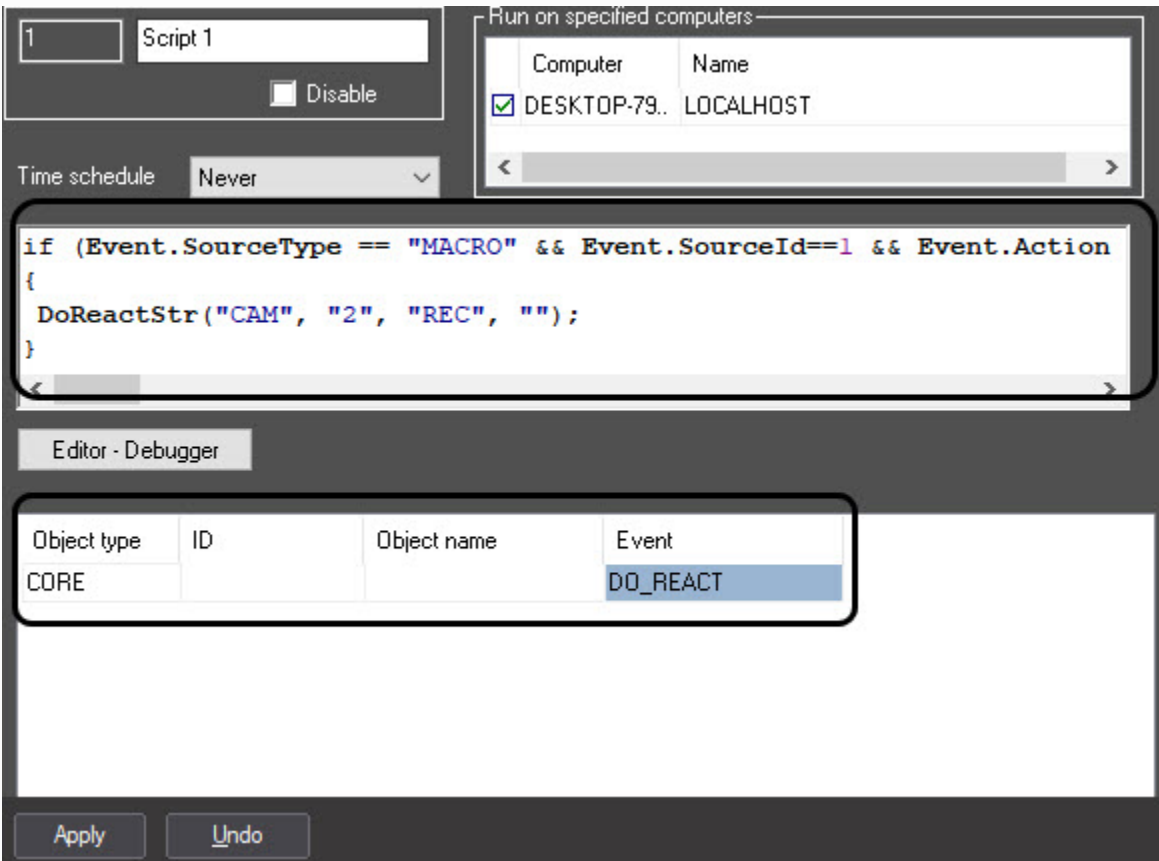 Run on specified computers
1 Script 1
Disable
Computer Name
DESKTOP-79.. LOCALHOST
Time schedule Never
if (Event.SourceType == "MACRO" && Event.SourceId==1 && Event.Action
{
DoReactStr("CAM", "2", "REC", "");
}
Editor - Debugger
Object type ID Object name Event
CORE DO_REACT
Apply Undo